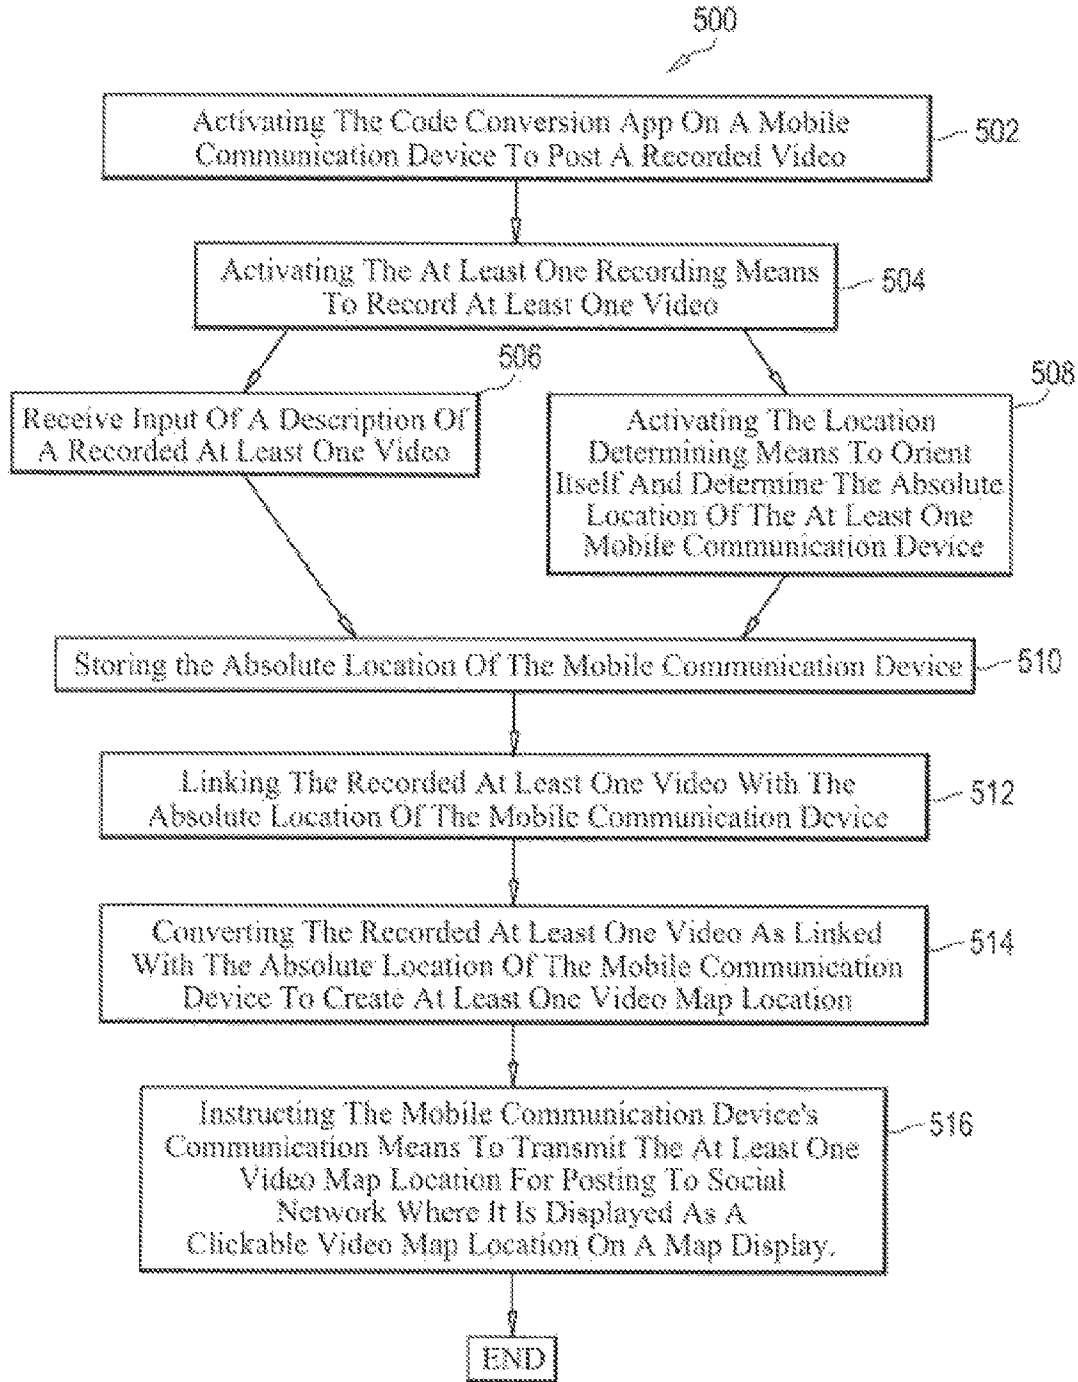 500
Activating The Code Conversion App On A Mobile
Communication Device To Post A Recorded Video
502
Activating The At Least One Recording Means
To Record At Least One Video
504
506
Receive Input Of A Description Of
A Recorded At Least One Video
508
Activating The Location
Determining Means To Orient
Itself And Determine The Absolute
Location Of The At Least One
Mobile Communication Device
Storing the Absolute Location Of The Mobile Communication Device
510
Linking The Recorded At Least One Video With The
Absolute Location Of The Mobile Communication Device
512
Converting The Recorded At Least One Video As Linked
With The Absolute Location Of The Mobile Communication
Device To Create At Least One Video Map Location
514
Instructing The Mobile Communication Device's
Communication Means To Transmit The At Least One
Video Map Location For Posting To Social
Network Where It Is Displayed As A
Clickable Video Map Location On A Map Display.
516
END